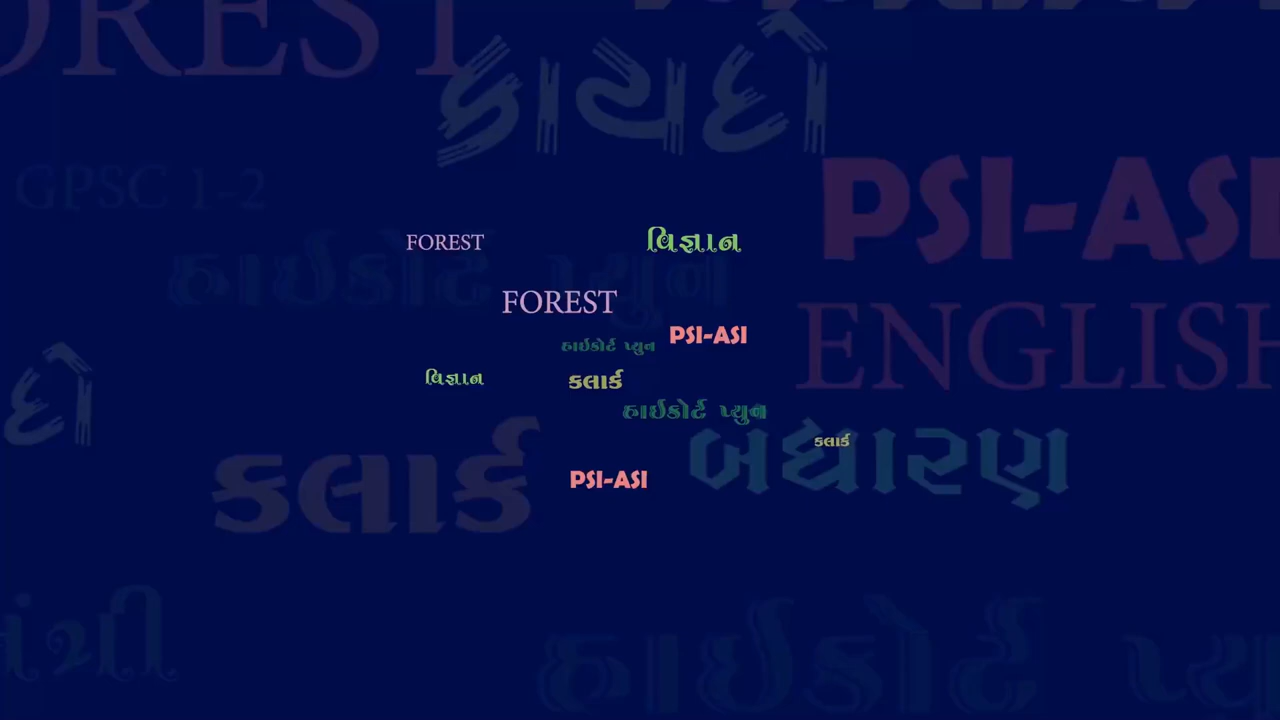 FOREST
કાયદો
GPSC 1-2
PSI-ASI
FOREST
વિજ્ઞાન
હાઈકોર્ટ પ્યુન
FOREST
ENGLISH
PSI-ASI
હાઈકોર્ટ પ્યુન
વિજ્ઞાન
કલાર્ક
હાઈકોર્ટ પ્યુન
કલાર્ક
બંધારણ
કલાર્ક
PSI-ASI
હાઈકોર્ટ